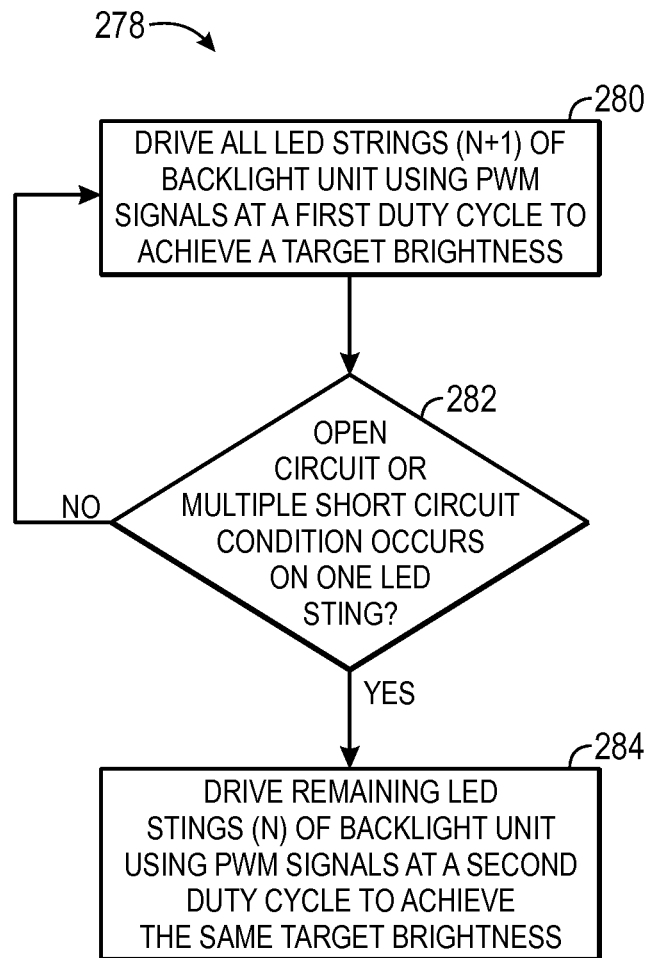 278
280
DRIVE ALL LED STRINGS (N+1) OF
BACKLIGHT UNIT USING PWM
SIGNALS AT A FIRST DUTY CYCLE TO
ACHIEVE A TARGET BRIGHTNESS
282
OPEN
CIRCUIT OR
MULTIPLE SHORT CIRCUIT
CONDITION OCCURS
ON ONE LED
STING?
NO
YES
284
DRIVE REMAINING LED
STINGS (N) OF BACKLIGHT UNIT
USING PWM SIGNALS AT A SECOND
DUTY CYCLE TO ACHIEVE
THE SAME TARGET BRIGHTNESS